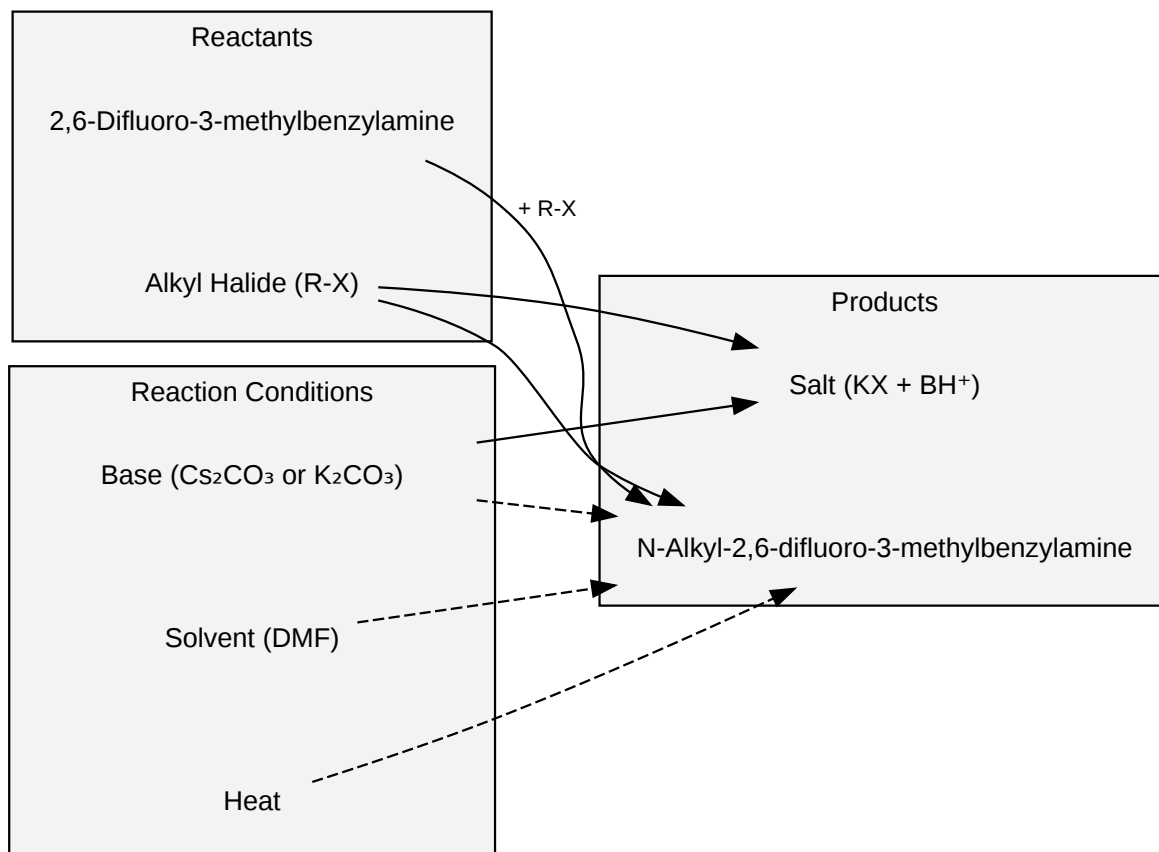 Reactants
2,6-Difluoro-3-methylbenzylamine
+ R-X
Alkyl Halide (R-X)
Products
Salt (KX + BH⁺)
N-Alkyl-2,6-difluoro-3-methylbenzylamine
Reaction Conditions
Base (Cs₂CO₃ or K₂CO₃)
Solvent (DMF)
Heat